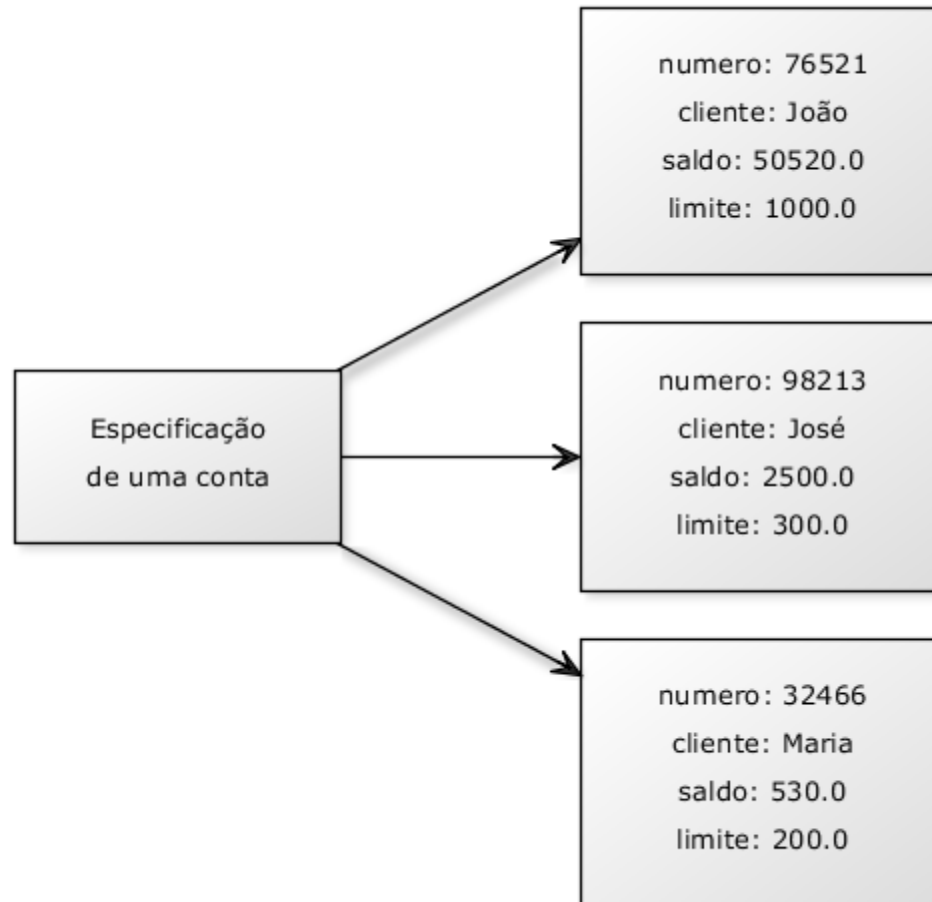 Especificação
de uma conta
numero: 76521
cliente: João
saldo: 50520.0
limite: 1000.0
numero: 98213
cliente: José
saldo: 2500.0
limite: 300.0
numero: 32466
cliente: Maria
saldo: 530.0
limite: 200.0